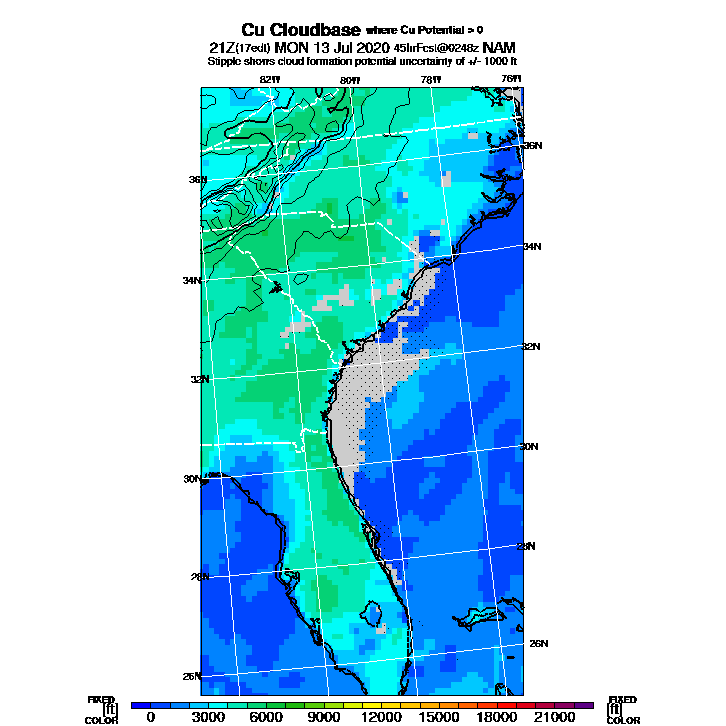 Cu Cloudbase where Cu Potential > 0
21Z(17edt) MON 13 Jul 2020 45hrFcst@0248z NAM
Stipple shows cloud formation potential uncertainty of +/- 1000 ft
82W 80W 78W 76W
36N
36N
34N
34N
32N
32N
30N
30N
28N
28N
26N
26N
FIXED FIXED
[ft] [ft]
COLOR COLOR
0 3000 6000 9000 12000 15000 18000 21000